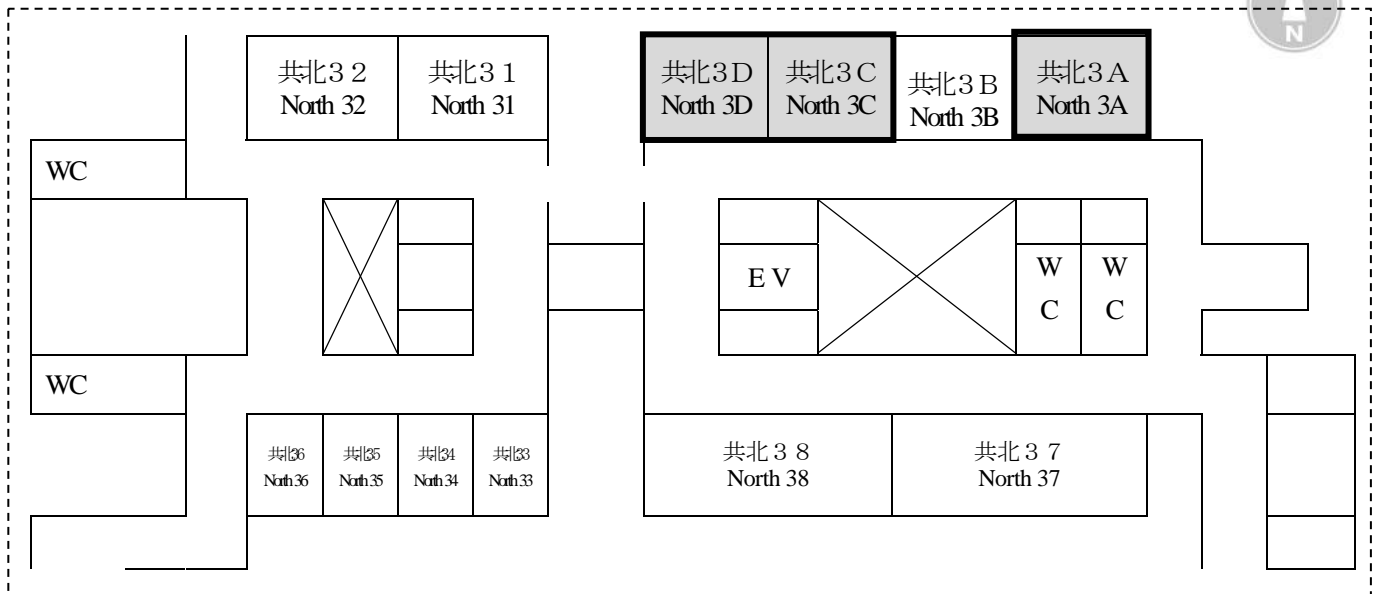 N
共北３２
North 32
共北３１
North 31
共北３Ｄ
North 3D
共北３Ｃ
North 3C
共北３Ｂ
North 3B
共北３Ａ
North 3A
WC
ＥＶ
W
C
W
C
WC
共北36
North 36
共北35
North 35
共北34
North 34
共北33
North 33
共北３８
North 38
共北３７
North 37